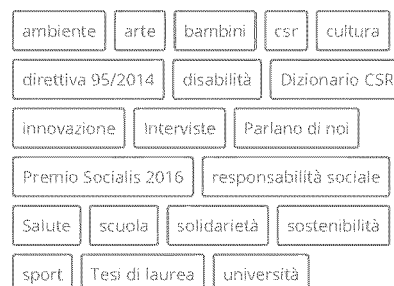 ambiente arte bambini csr cultura
direttiva 95/2014 disabilità Dizionario CSR
innovazione Interviste Parlano di noi
Premio Socialis 2016 responsabilità sociale
Salute scuola solidarietà sostenibilità
sport Tesi di laurea università